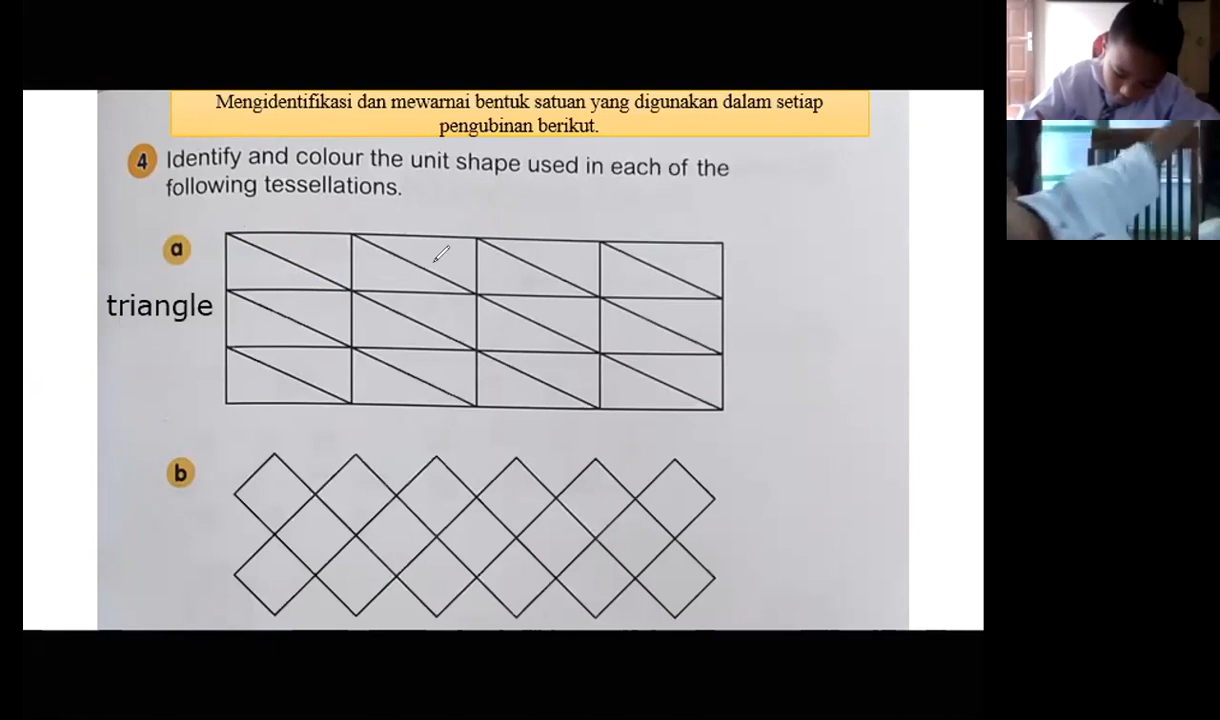 Mengidentifikasi dan mewarnai bentuk satuan yang digunakan dalam setiap
pengubinan berikut.
4 Identify and colour the unit shape used in each of the
following tessellations.
a
triangle
b